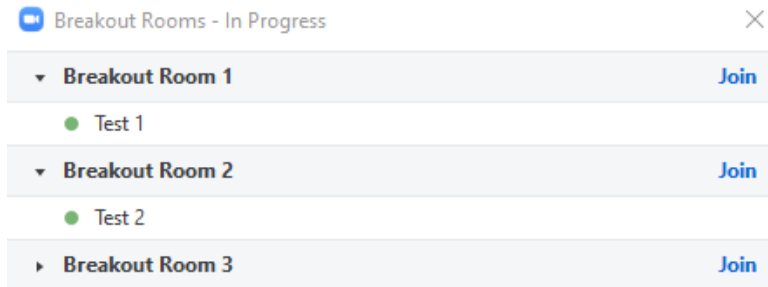 Breakout Rooms - In Progress
Breakout Room 1 Join
Test 1
Breakout Room 2 Join
Test 2
Breakout Room 3 Join